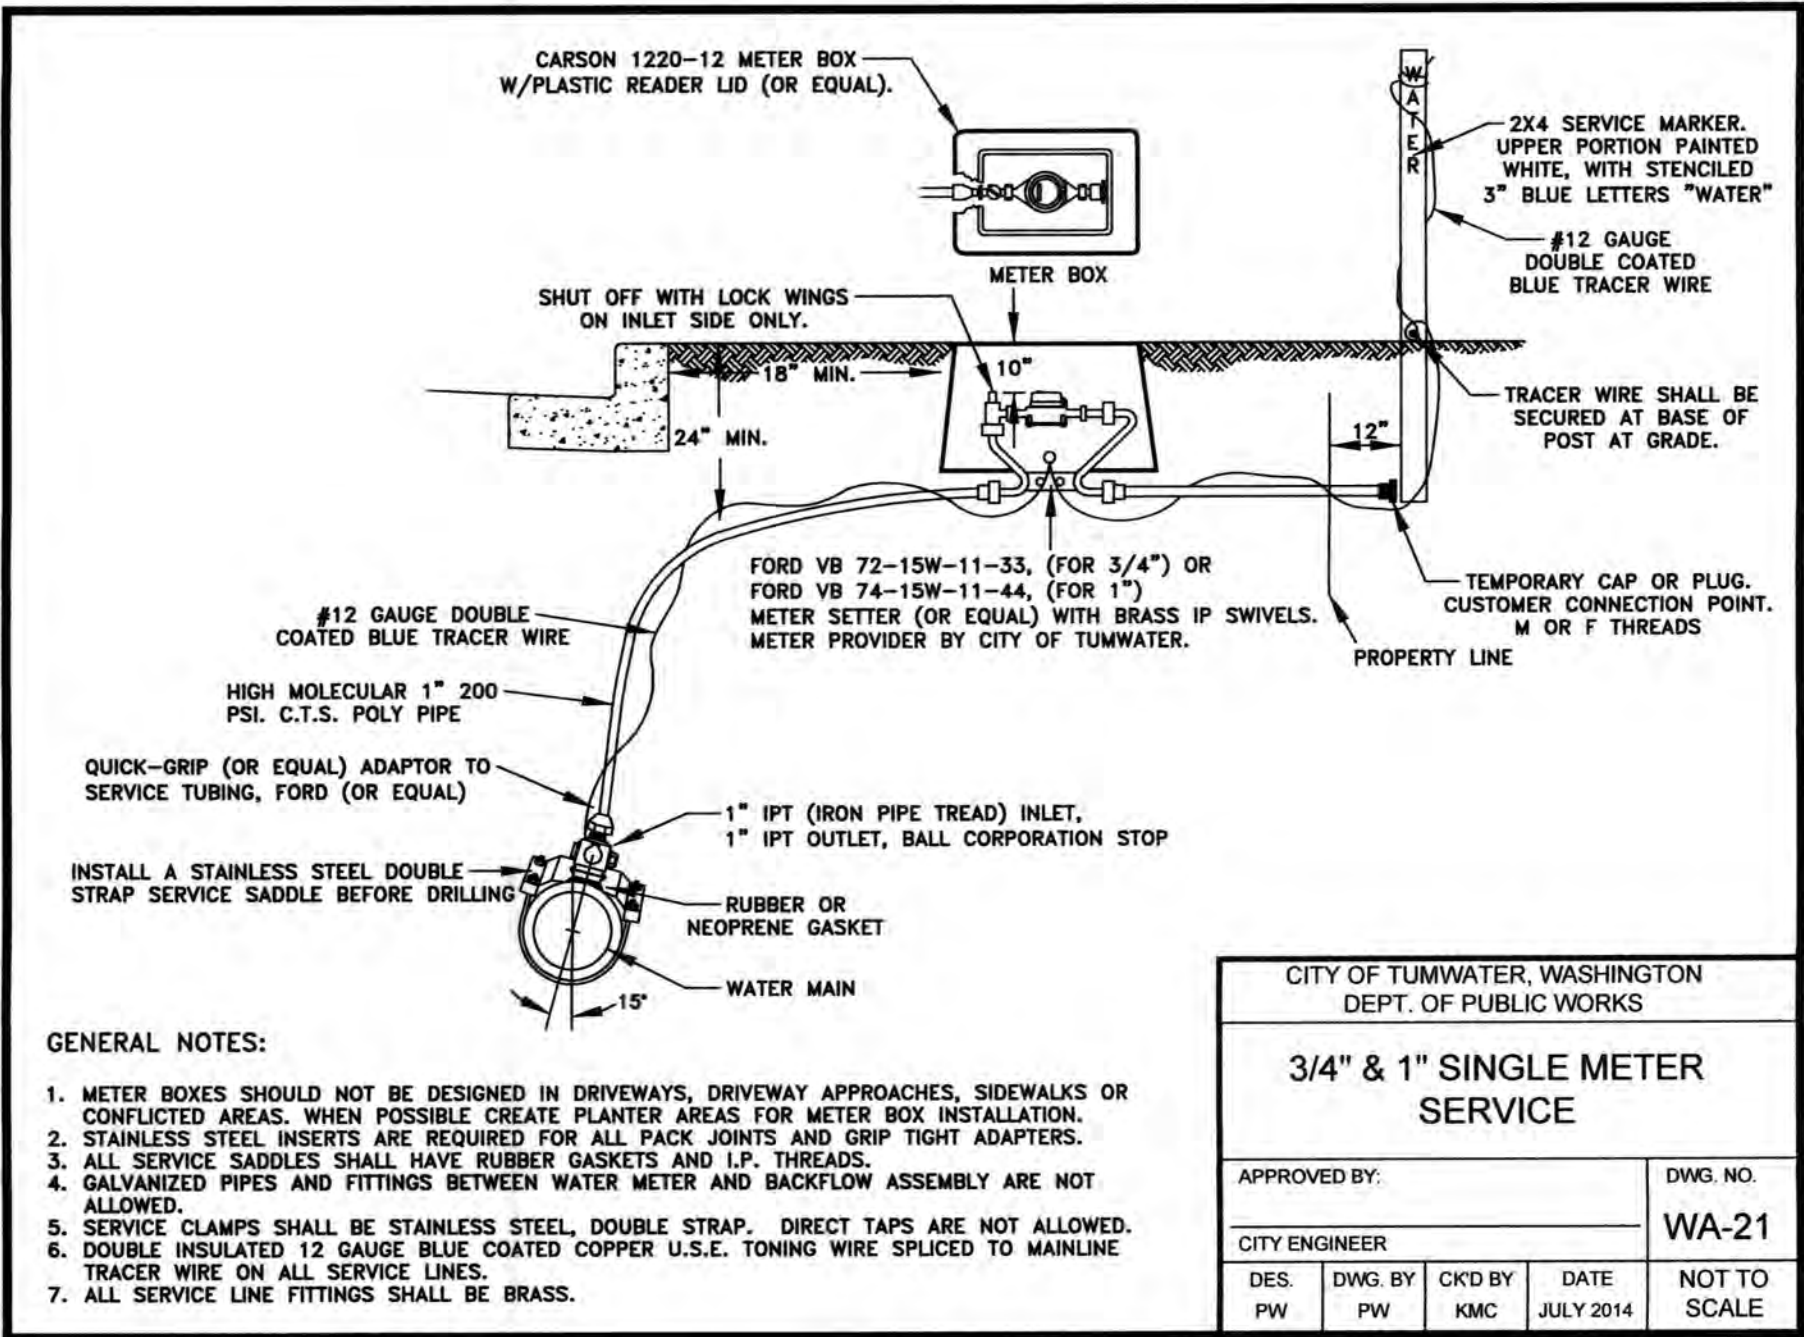 CARSON 1220-12 METER BOX
W/PLASTIC READER LID (OR EQUAL).
WATER
2X4 SERVICE MARKER.
UPPER PORTION PAINTED
WHITE, WITH STENCILED
3" BLUE LETTERS "WATER"
#12 GAUGE
DOUBLE COATED
BLUE TRACER WIRE
METER BOX
SHUT OFF WITH LOCK WINGS
ON INLET SIDE ONLY.
18" MIN.
10"
24" MIN.
12"
TRACER WIRE SHALL BE
SECURED AT BASE OF
POST AT GRADE.
FORD VB 72-15W-11-33, (FOR 3/4") OR
FORD VB 74-15W-11-44, (FOR 1")
METER SETTER (OR EQUAL) WITH BRASS IP SWIVELS.
METER PROVIDER BY CITY OF TUMWATER.
TEMPORARY CAP OR PLUG.
CUSTOMER CONNECTION POINT.
M OR F THREADS
PROPERTY LINE
#12 GAUGE DOUBLE
COATED BLUE TRACER WIRE
HIGH MOLECULAR 1" 200
PSI. C.T.S. POLY PIPE
QUICK-GRIP (OR EQUAL) ADAPTOR TO
SERVICE TUBING, FORD (OR EQUAL)
1" IPT (IRON PIPE TREAD) INLET,
1" IPT OUTLET, BALL CORPORATION STOP
INSTALL A STAINLESS STEEL DOUBLE
STRAP SERVICE SADDLE BEFORE DRILLING
RUBBER OR
NEOPRENE GASKET
WATER MAIN
15°
GENERAL NOTES:
1. METER BOXES SHOULD NOT BE DESIGNED IN DRIVEWAYS, DRIVEWAY APPROACHES, SIDEWALKS OR
CONFLICTED AREAS. WHEN POSSIBLE CREATE PLANTER AREAS FOR METER BOX INSTALLATION.
2. STAINLESS STEEL INSERTS ARE REQUIRED FOR ALL PACK JOINTS AND GRIP TIGHT ADAPTERS.
3. ALL SERVICE SADDLES SHALL HAVE RUBBER GASKETS AND I.P. THREADS.
4. GALVANIZED PIPES AND FITTINGS BETWEEN WATER METER AND BACKFLOW ASSEMBLY ARE NOT
ALLOWED.
5. SERVICE CLAMPS SHALL BE STAINLESS STEEL, DOUBLE STRAP. DIRECT TAPS ARE NOT ALLOWED.
6. DOUBLE INSULATED 12 GAUGE BLUE COATED COPPER U.S.E. TONING WIRE SPLICED TO MAINLINE
TRACER WIRE ON ALL SERVICE LINES.
7. ALL SERVICE LINE FITTINGS SHALL BE BRASS.
CITY OF TUMWATER, WASHINGTON
DEPT. OF PUBLIC WORKS
3/4" & 1" SINGLE METER
SERVICE
APPROVED BY:
CITY ENGINEER
DWG. NO.
WA-21
DES. DWG. BY CK'D BY DATE
PW PW KMC JULY 2014
NOT TO
SCALE